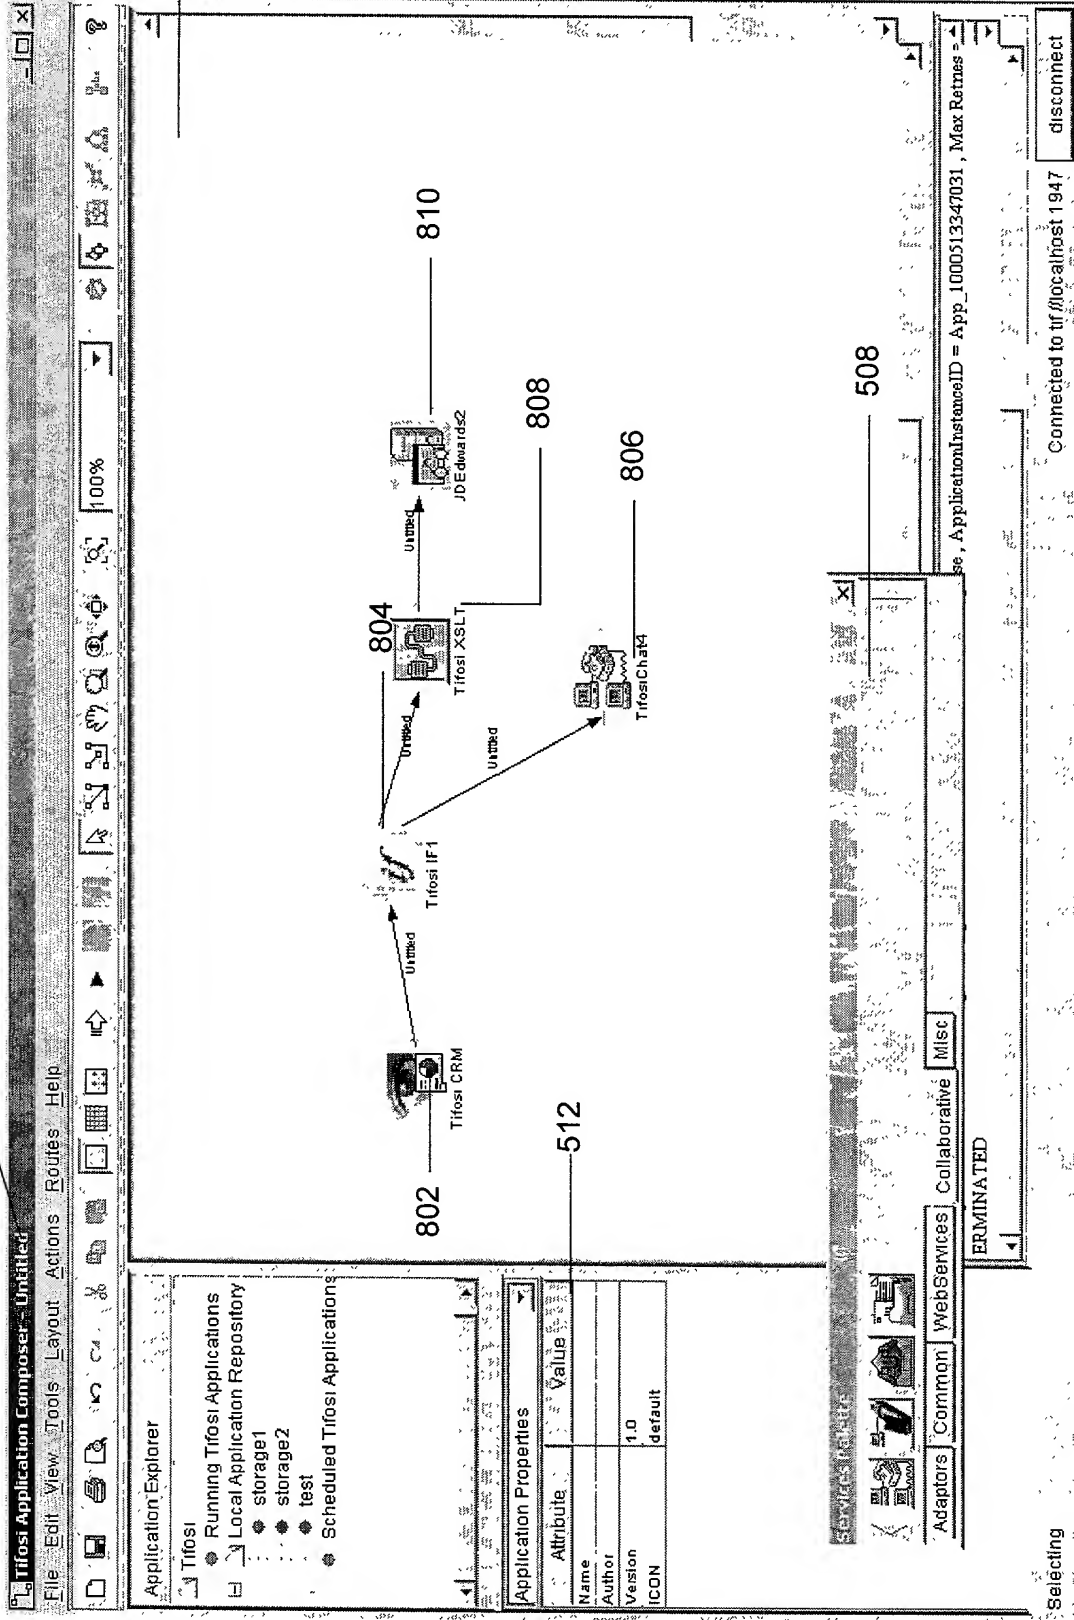 Tifosi Application Composer - Untitled
File Edit View Tools Layout Actions Routes Help
100%
Application Explorer
Tifosi
Running Tifosi Applications
Local Application Repository
storage1
storage2
test
Scheduled Tifosi Applications
Application Properties
Attribute Value
Name
Author
Version 1.0
ICON default
512
802
Tifosi CRM
Untitled
Tifosi IF1
804
Untitled
Untitled
Tifosi XSLT
808
Untitled
JDEdwards2
810
TifosiChat4
806
Services Palette
508
Adaptors Common WebServices Collaborative Misc
se , ApplicationInstanceID = App_1000513347031 , Max Retries =
ERMINATED
Selecting
Connected to tif //localhost 1947
disconnect